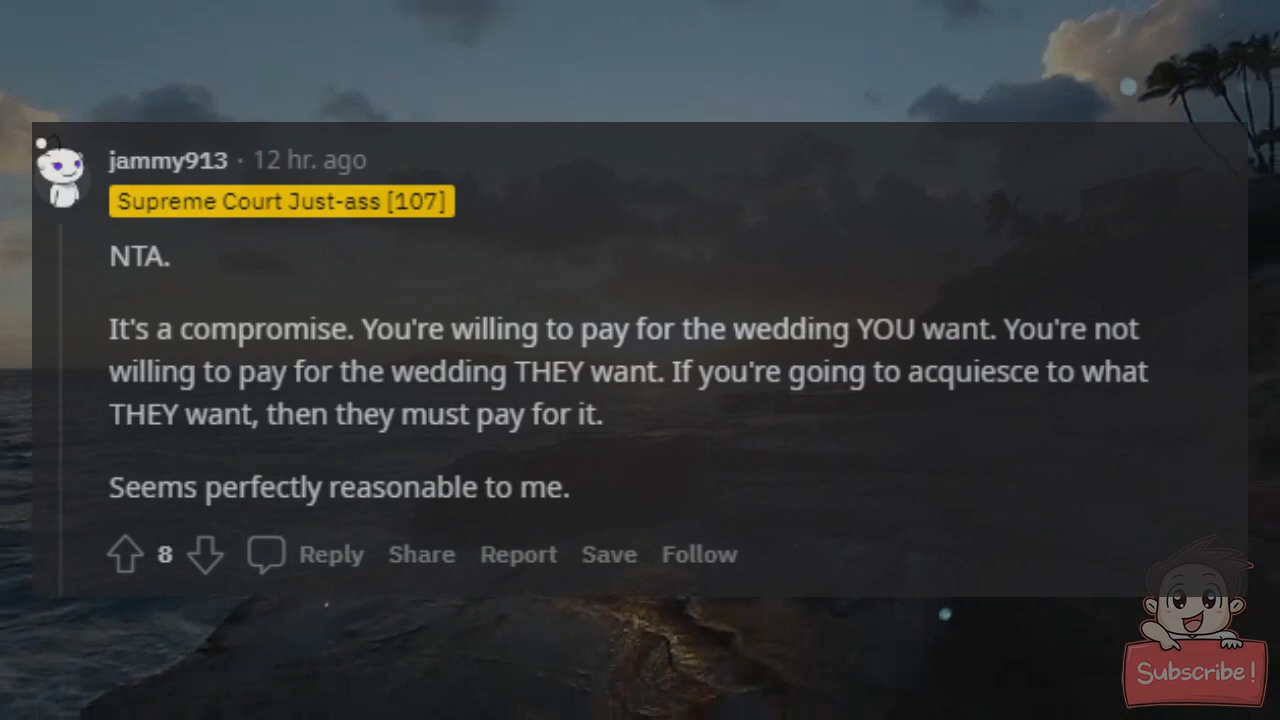 jammy913 · 12 hr. ago
Supreme Court Just-ass [107]
NTA.
It's a compromise. You're willing to pay for the wedding YOU want. You're not
willing to pay for the wedding THEY want. If you're going to acquiesce to what
THEY want, then they must pay for it.
Seems perfectly reasonable to me.
8 Reply Share Report Save Follow
Subscribe!